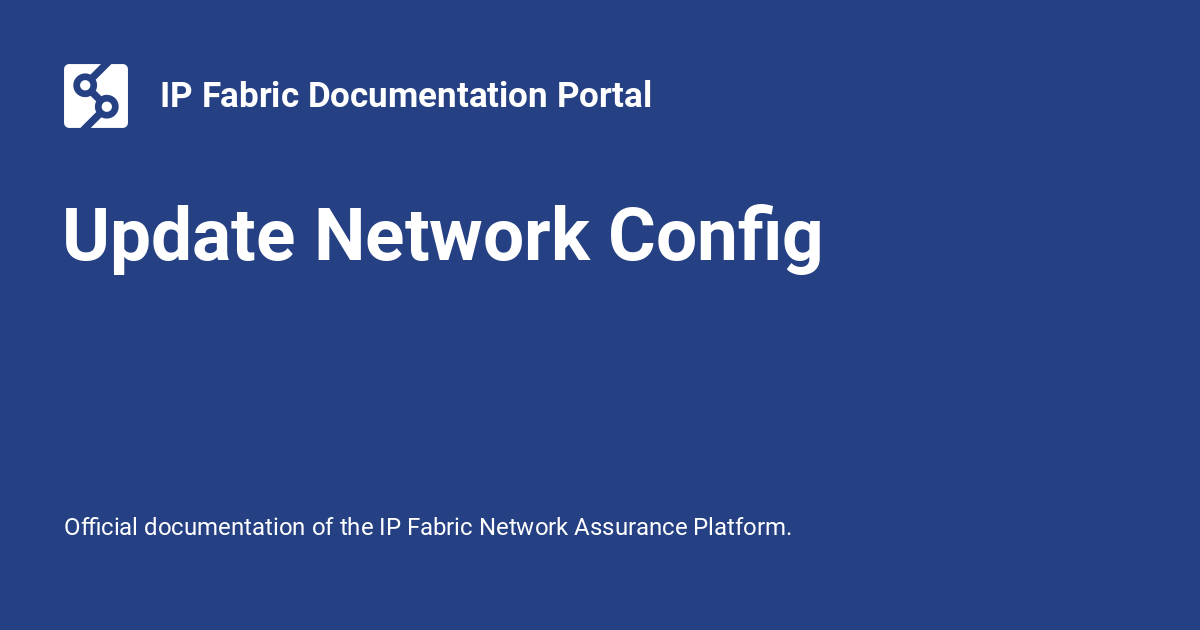 IP Fabric Documentation Portal
Update Network Config
Official documentation of the IP Fabric Network Assurance Platform.